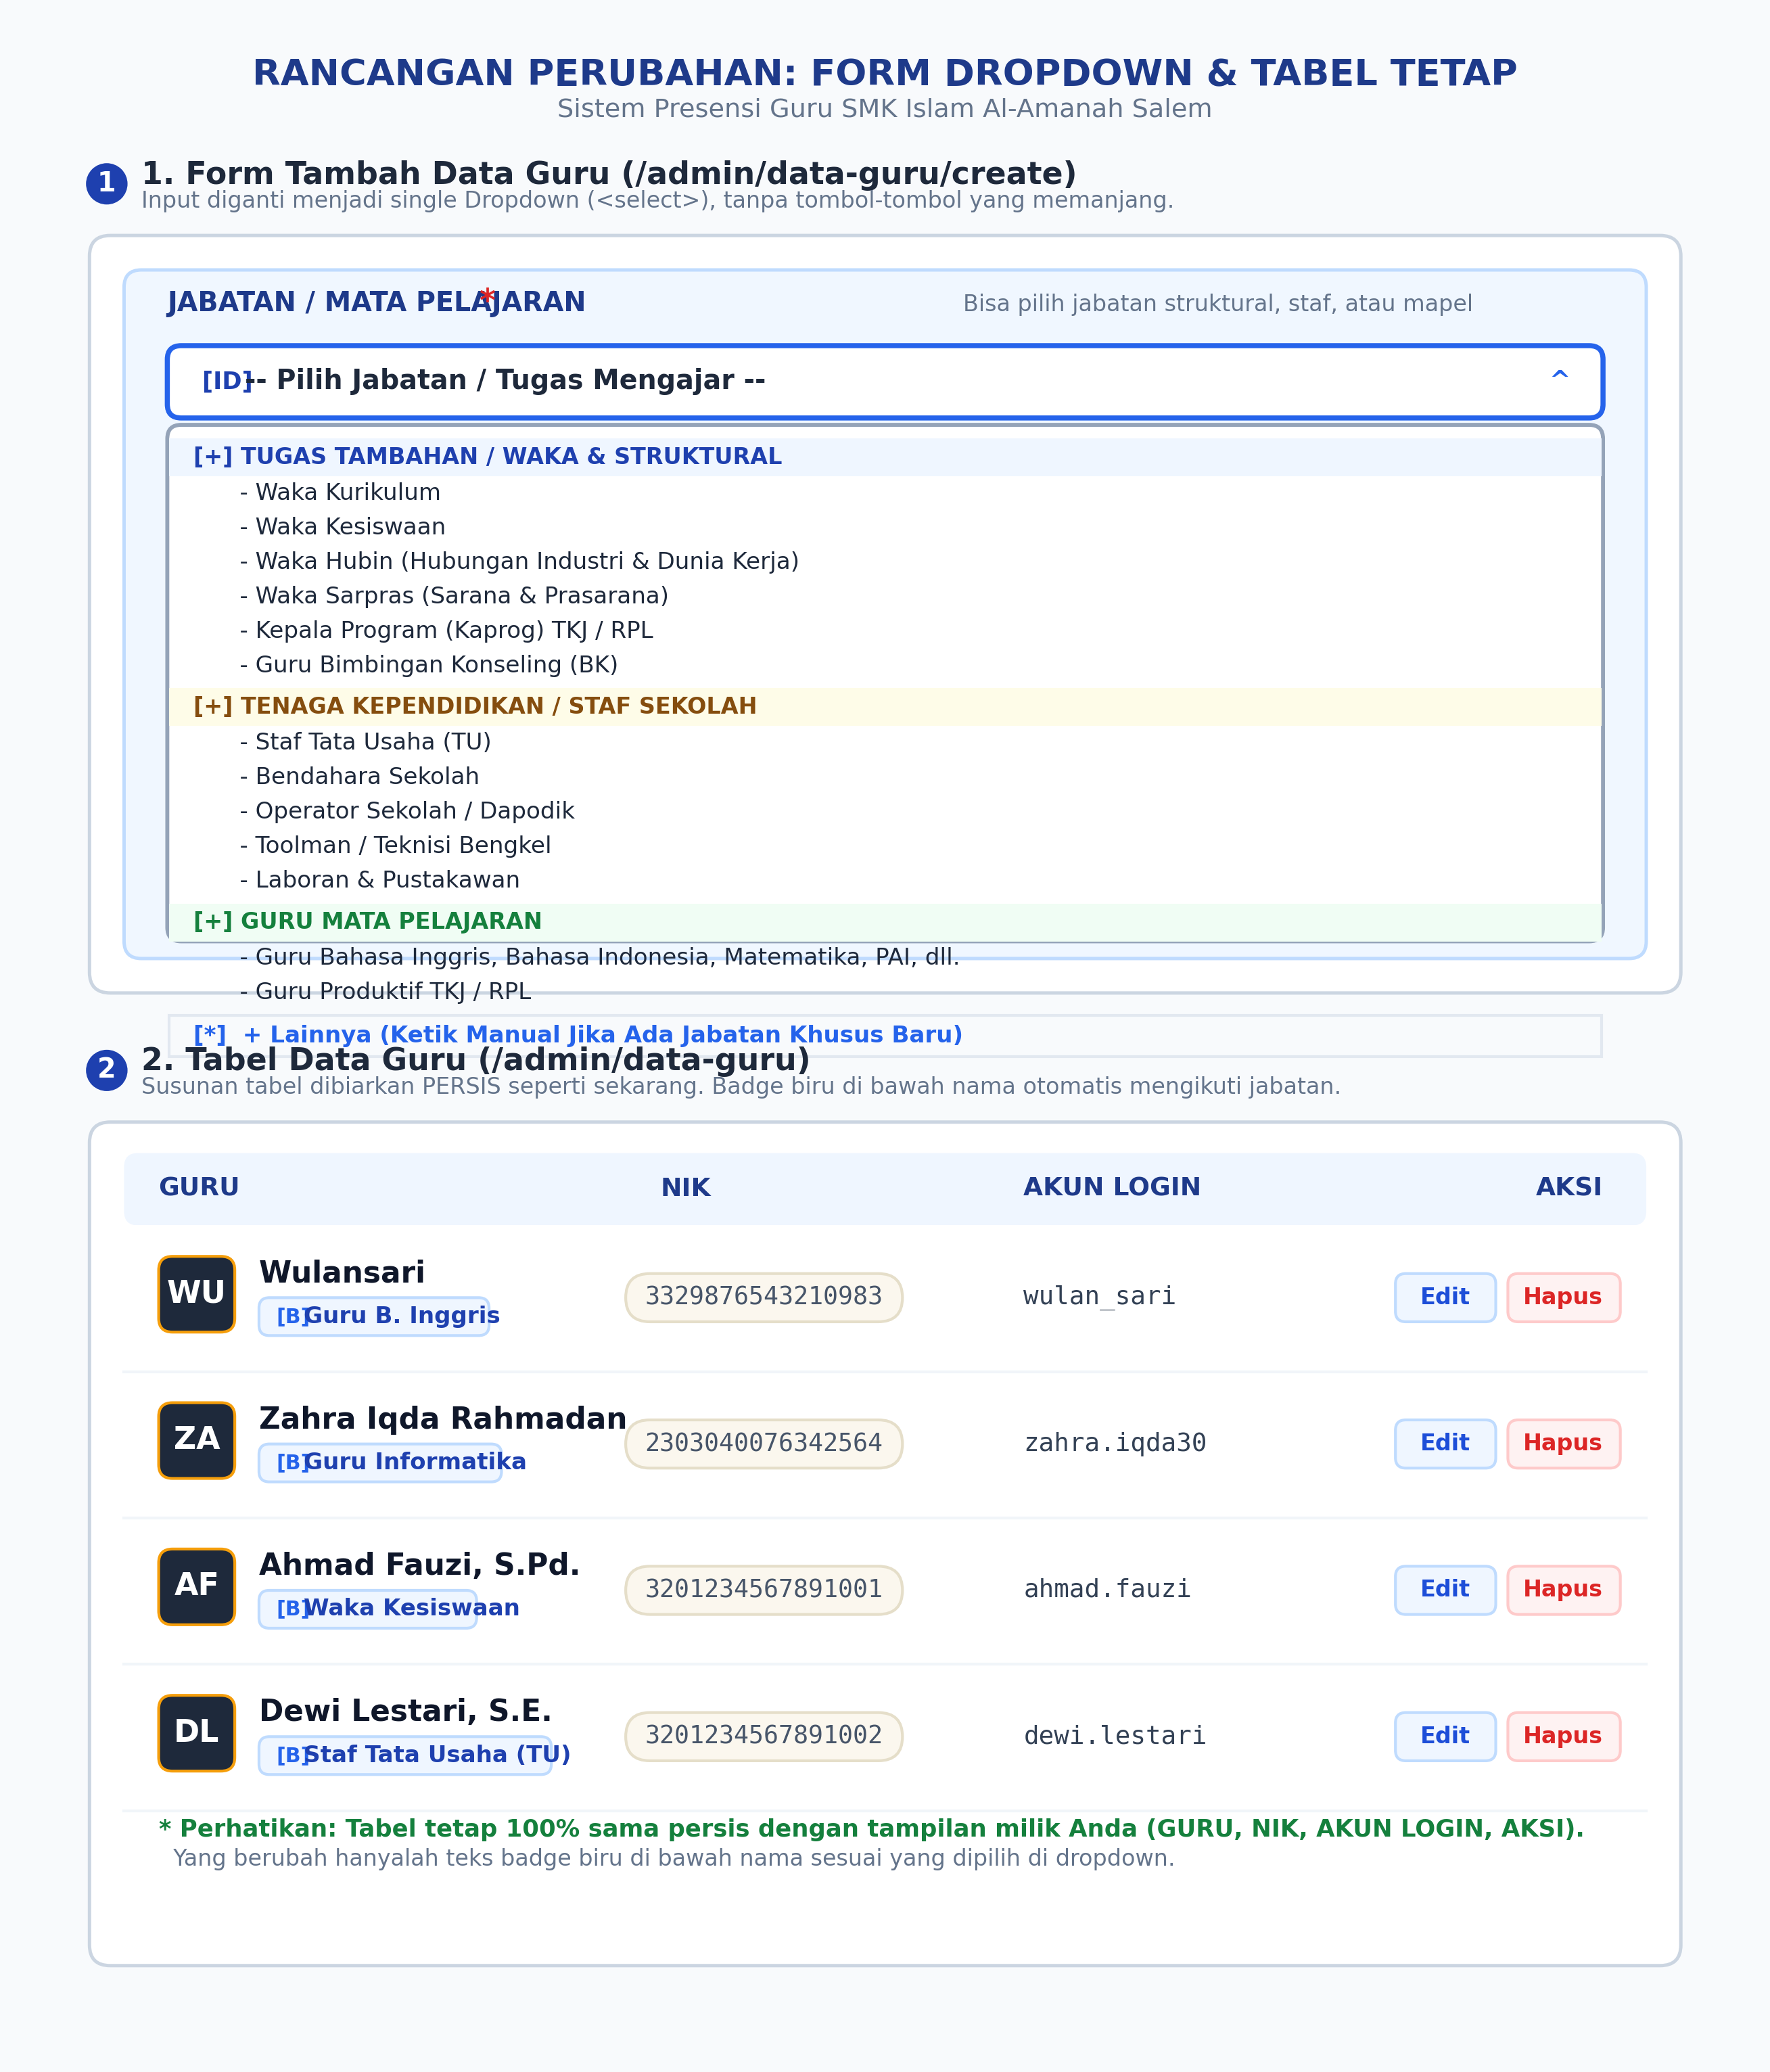 RANCANGAN PERUBAHAN: FORM DROPDOWN & TABEL TETAP
Sistem Presensi Guru SMK Islam Al-Amanah Salem
1
1. Form Tambah Data Guru (/admin/data-guru/create)
Input diganti menjadi single Dropdown (<select>), tanpa tombol-tombol yang memanjang.
JABATAN / MATA PELAJARAN *
Bisa pilih jabatan struktural, staf, atau mapel
[ID] -- Pilih Jabatan / Tugas Mengajar -- ^
[+] TUGAS TAMBAHAN / WAKA & STRUKTURAL
- Waka Kurikulum
- Waka Kesiswaan
- Waka Hubin (Hubungan Industri & Dunia Kerja)
- Waka Sarpras (Sarana & Prasarana)
- Kepala Program (Kaprog) TKJ / RPL
- Guru Bimbingan Konseling (BK)
[+] TENAGA KEPENDIDIKAN / STAF SEKOLAH
- Staf Tata Usaha (TU)
- Bendahara Sekolah
- Operator Sekolah / Dapodik
- Toolman / Teknisi Bengkel
- Laboran & Pustakawan
[+] GURU MATA PELAJARAN
- Guru Bahasa Inggris, Bahasa Indonesia, Matematika, PAI, dll.
- Guru Produktif TKJ / RPL
[*] + Lainnya (Ketik Manual Jika Ada Jabatan Khusus Baru)
2
2. Tabel Data Guru (/admin/data-guru)
Susunan tabel dibiarkan PERSIS seperti sekarang. Badge biru di bawah nama otomatis mengikuti jabatan.
GURU NIK AKUN LOGIN AKSI
WU Wulansari
[B] Guru B. Inggris
3329876543210983 wulan_sari Edit Hapus
ZA Zahra Iqda Rahmadan
[B] Guru Informatika
2303040076342564 zahra.iqda30 Edit Hapus
AF Ahmad Fauzi, S.Pd.
[B] Waka Kesiswaan
3201234567891001 ahmad.fauzi Edit Hapus
DL Dewi Lestari, S.E.
[B] Staf Tata Usaha (TU)
3201234567891002 dewi.lestari Edit Hapus
* Perhatikan: Tabel tetap 100% sama persis dengan tampilan milik Anda (GURU, NIK, AKUN LOGIN, AKSI).
Yang berubah hanyalah teks badge biru di bawah nama sesuai yang dipilih di dropdown.